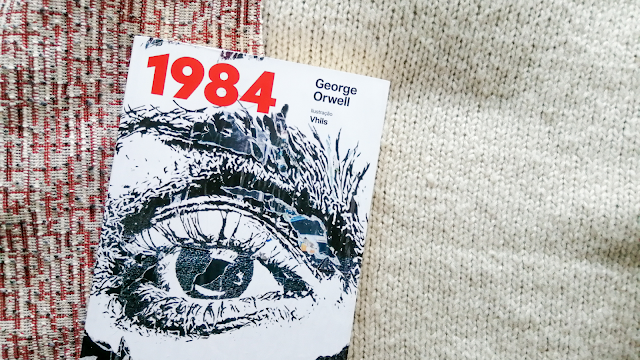 1984
George
Orwell
ilustração
Vhils